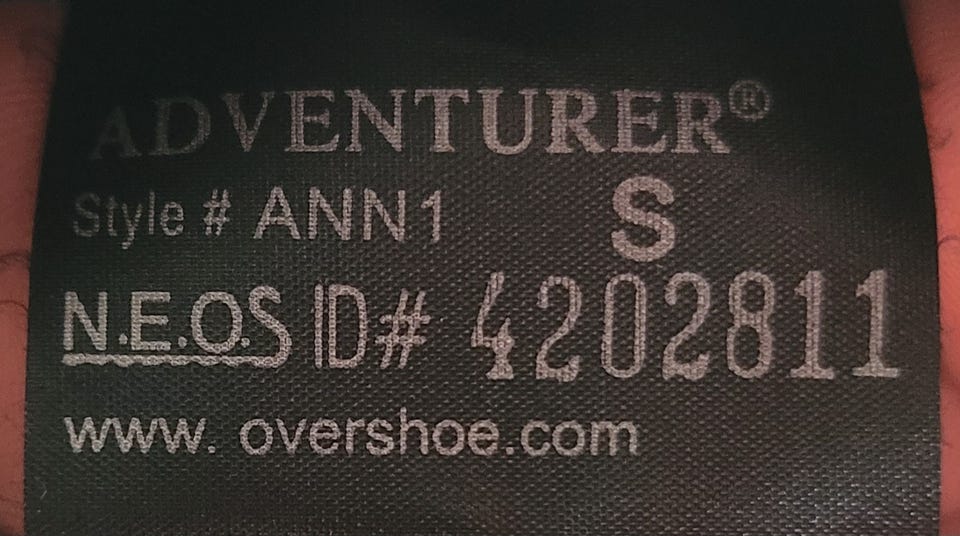 ADVENTURER®
Style # ANN1 S
N.E.O.S ID# 4202811
www. overshoe.com